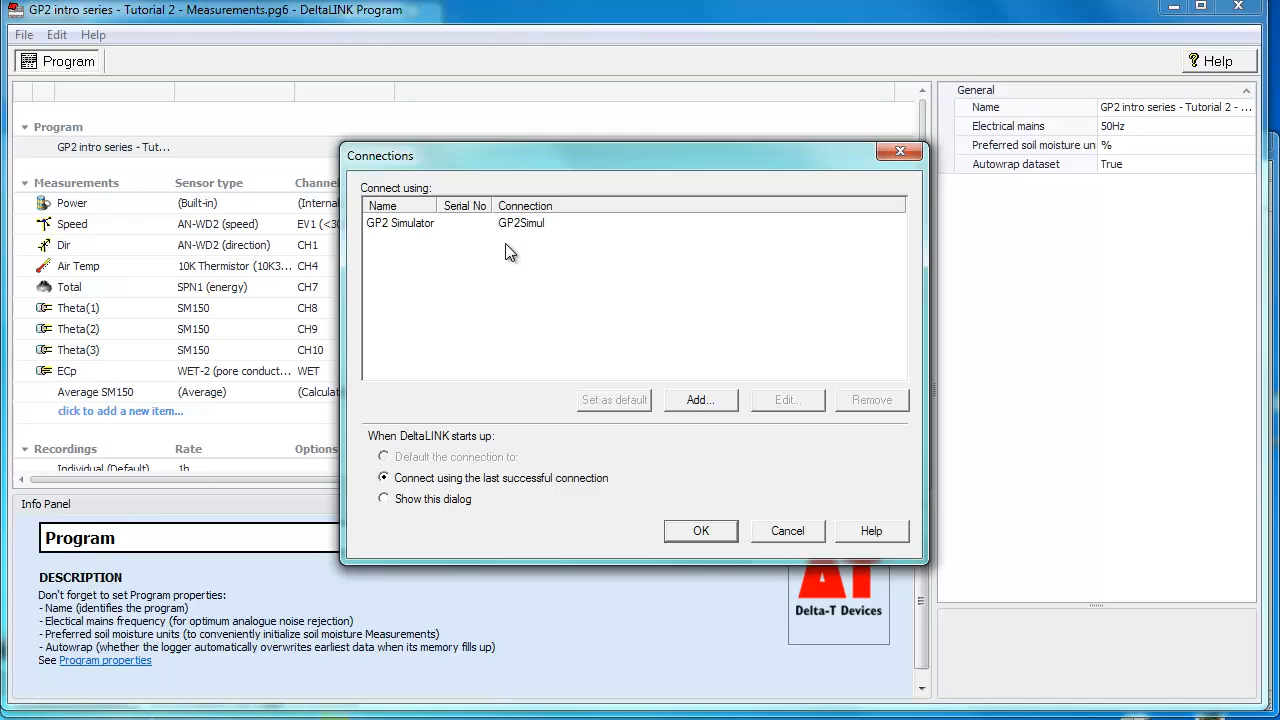 GP2 intro series - Tutorial 2 - Measurements.pg6 - DeltaLINK Program
File Edit Help
Program
Help
Program
GP2 intro series - Tut...
Measurements Sensor type Channel
Power (Built-in) (Internal
Speed AN-WD2 (speed) EV1 (<30
Dir AN-WD2 (direction) CH1
Air Temp 10K Thermistor (10K3... CH4
Total SPN1 (energy) CH7
Theta(1) SM150 CH8
Theta(2) SM150 CH9
Theta(3) SM150 CH10
ECp WET-2 (pore conduct... WET
Average SM150 (Average) (Calculat
click to add a new item...
Recordings Rate Options
Individual (Default) 1h
Connections
Connect using:
Name Serial No Connection
GP2 Simulator GP2Simul
Set as default Add... Edit... Remove
When DeltaLINK starts up:
Default the connection to:
Connect using the last successful connection
Show this dialog
OK Cancel Help
General
Name GP2 intro series - Tutorial 2 - ...
Electrical mains 50Hz
Preferred soil moisture un %
Autowrap dataset True
Info Panel
Program
DESCRIPTION
Don't forget to set Program properties:
- Name (identifies the program)
- Electical mains frequency (for optimum analogue noise rejection)
- Preferred soil moisture units (to conveniently initialize soil moisture Measurements)
- Autowrap (whether the logger automatically overwrites earliest data when its memory fills up)
See Program properties
Delta-T Devices